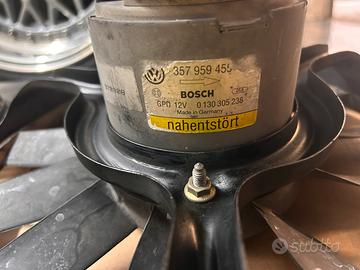 357 959 455
BOSCH
GPD 12V 0 130 305 238
Made in Germany
nahentstört
subito